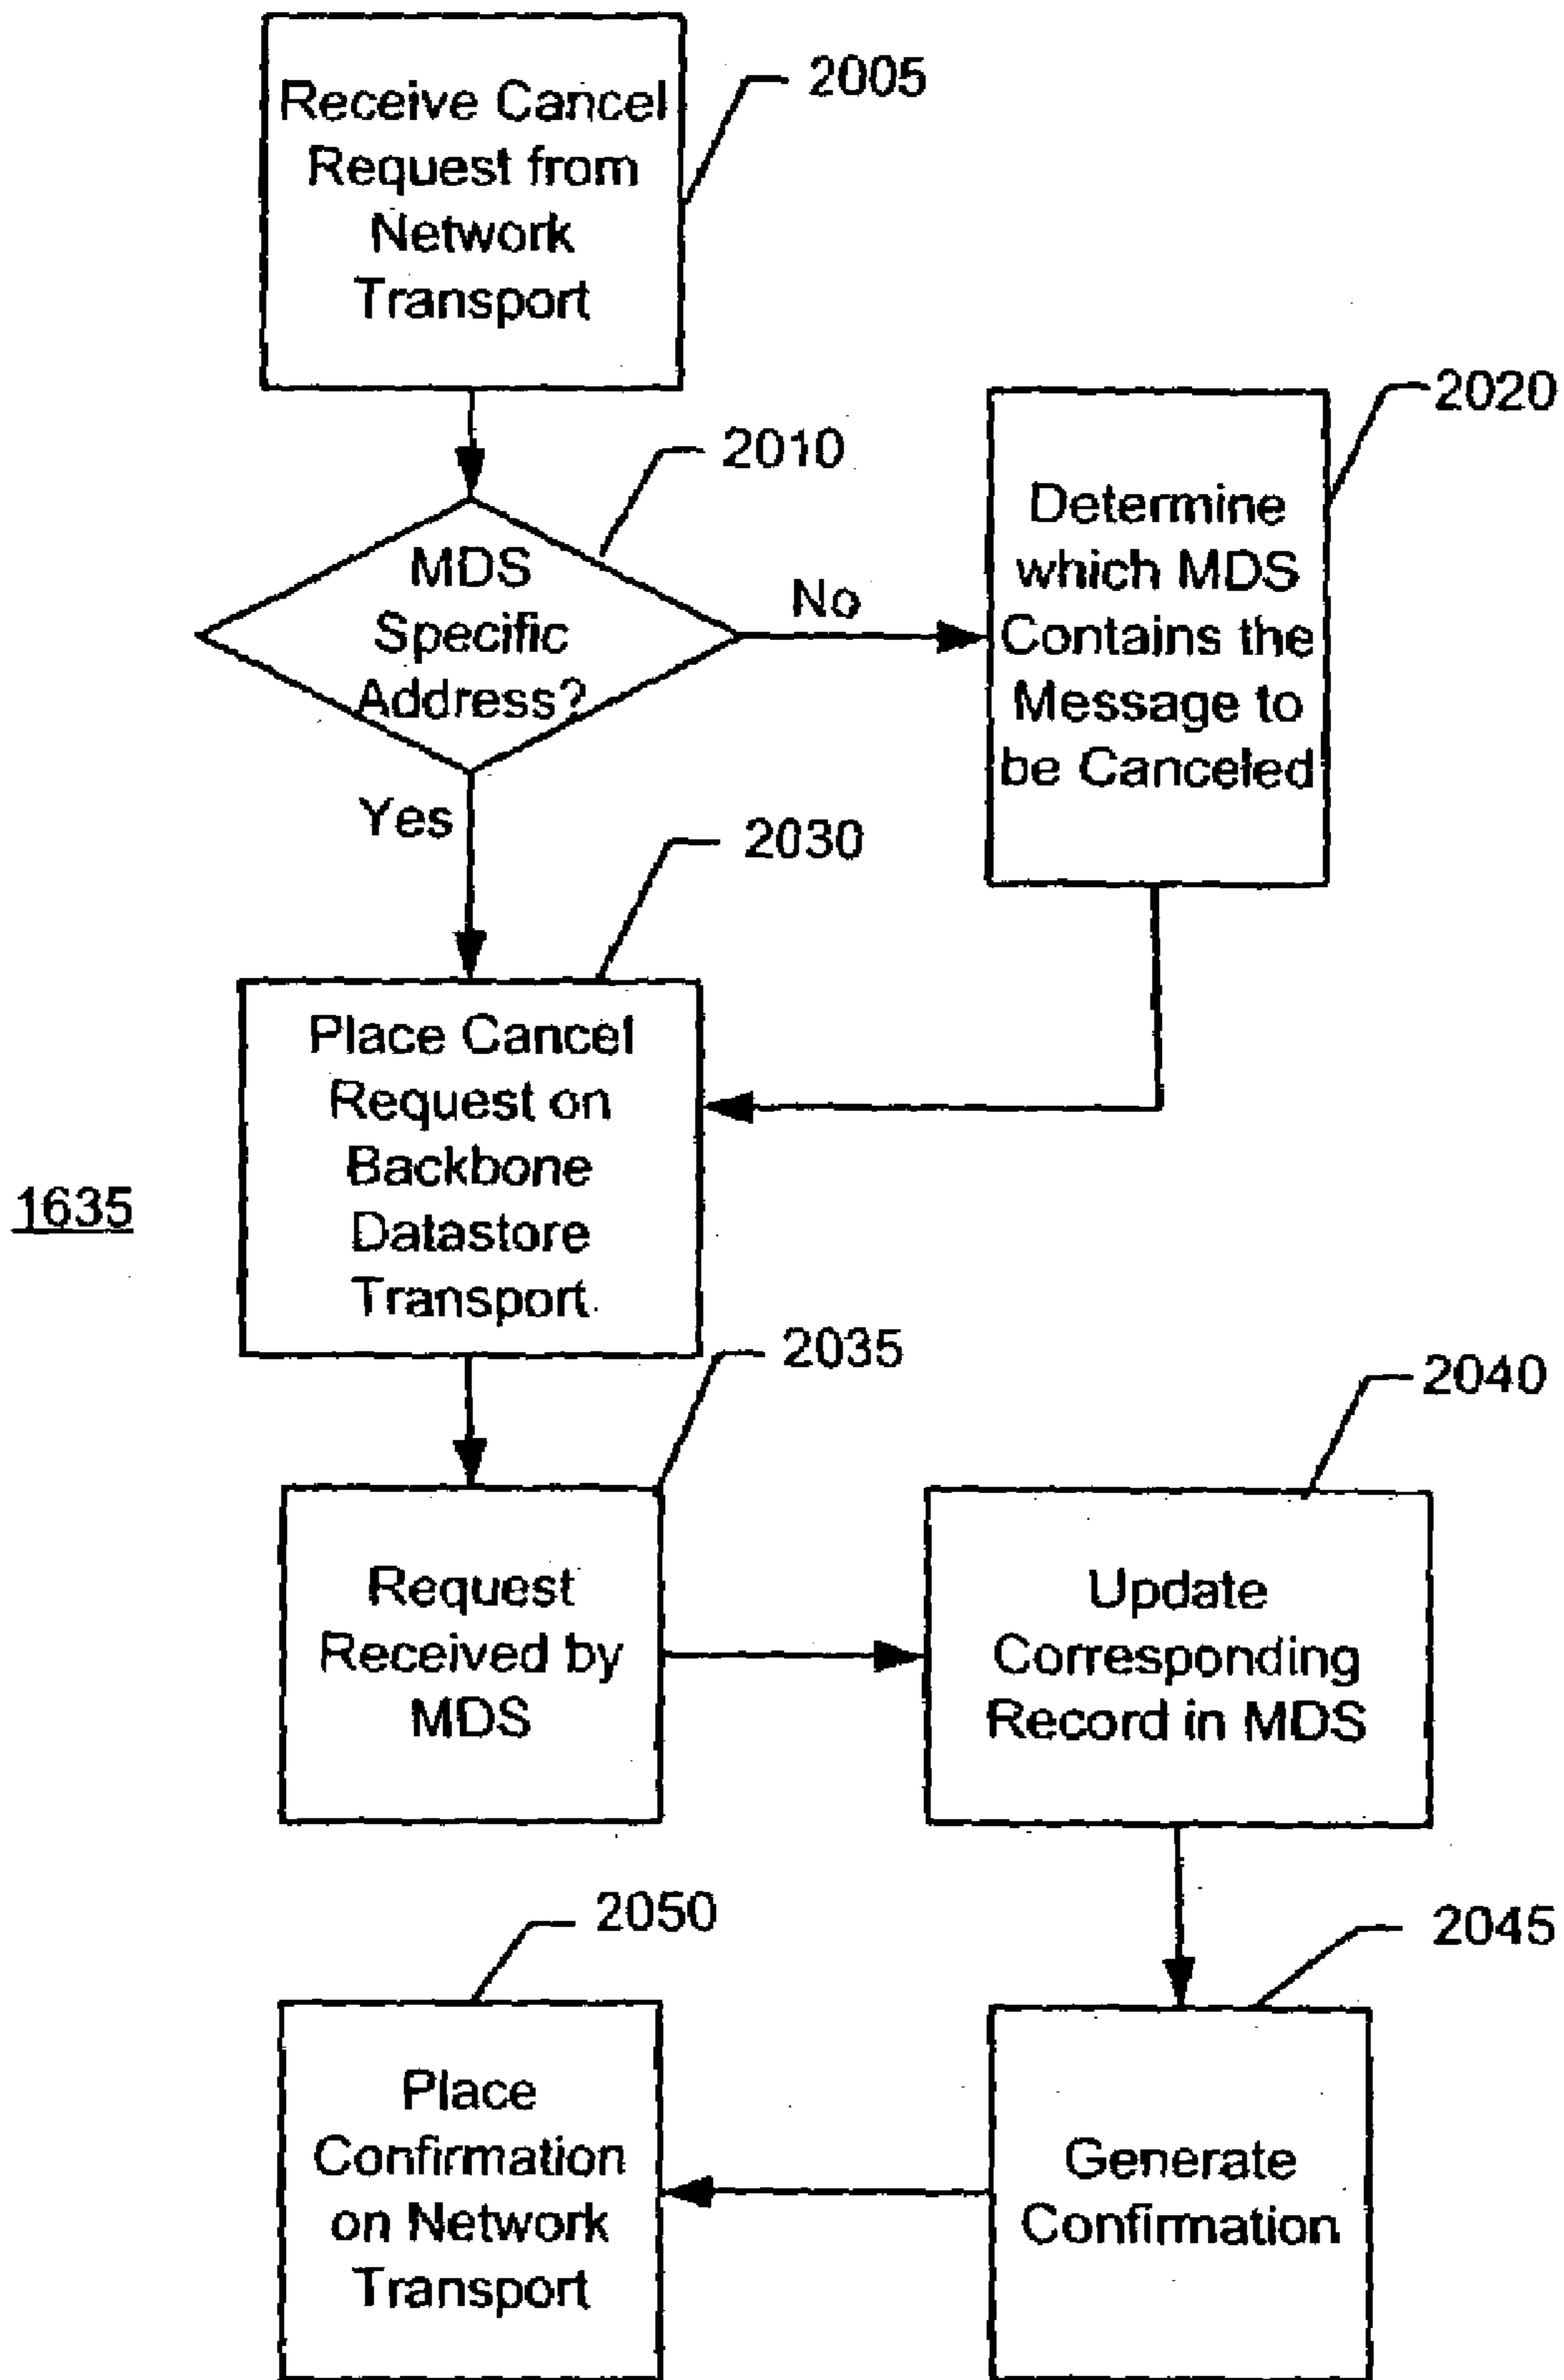 Receive Cancel
Request from
Network
Transport
2005
2010
MDS
Specific
Address?
No
2020
Determine
which MDS
Contains the
Message to
be Canceled
Yes
2030
Place Cancel
Request on
Backbone
Datastore
Transport
1635
2035
Request
Received by
MDS
2040
Update
Corresponding
Record in MDS
2045
Generate
Confirmation
2050
Place
Confirmation
on Network
Transport